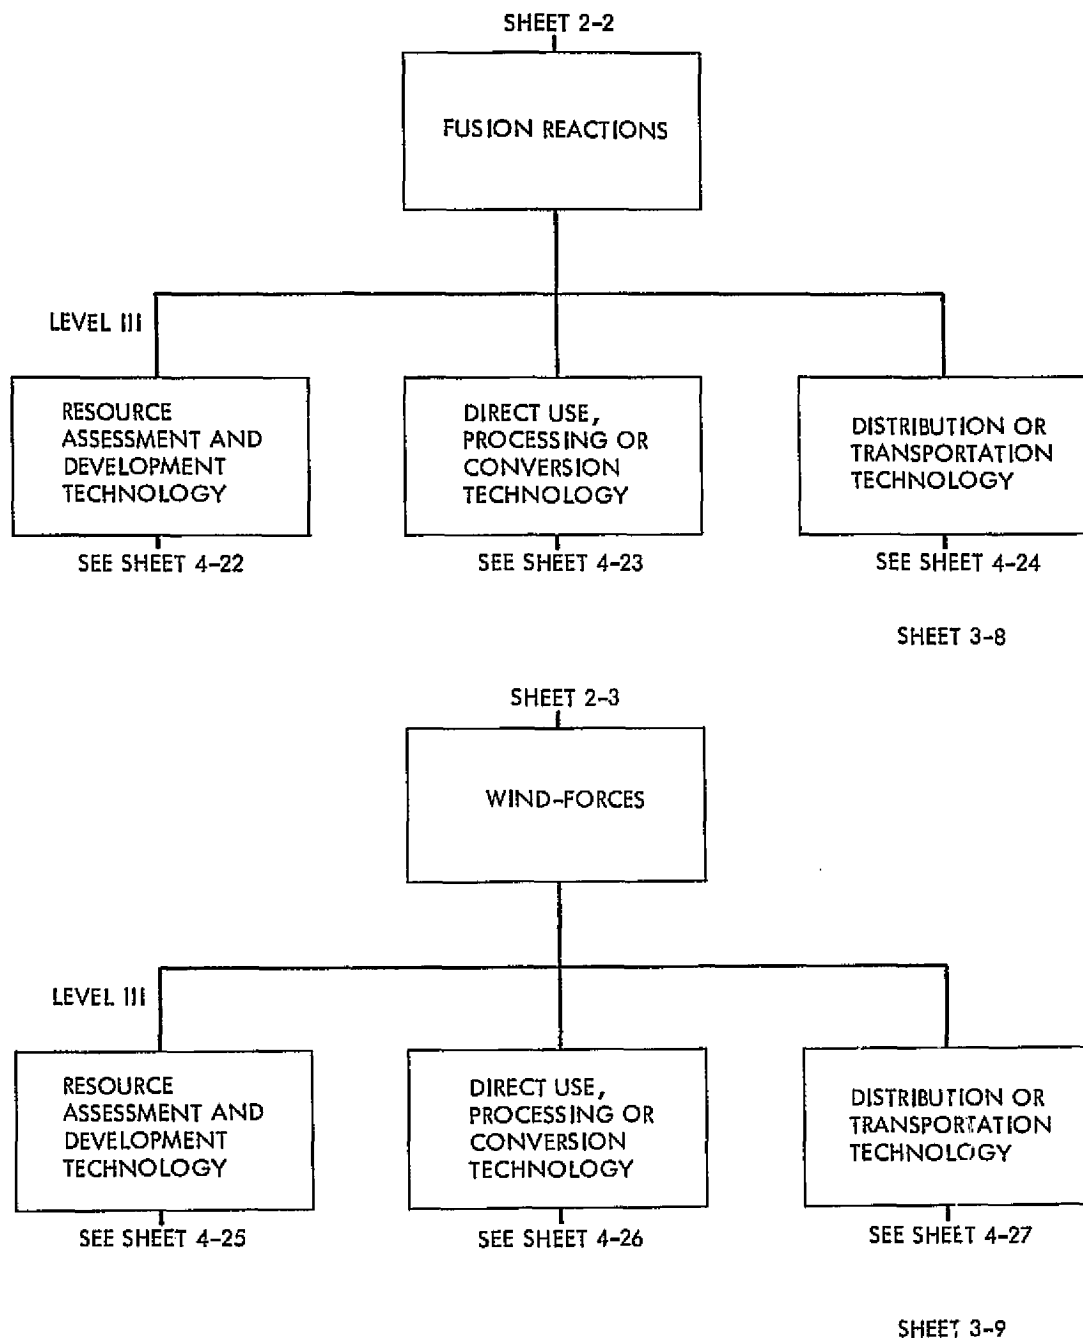 SHEET 2-2
FUSION REACTIONS
LEVEL III
RESOURCE
ASSESSMENT AND
DEVELOPMENT
TECHNOLOGY
SEE SHEET 4-22
DIRECT USE,
PROCESSING OR
CONVERSION
TECHNOLOGY
SEE SHEET 4-23
DISTRIBUTION OR
TRANSPORTATION
TECHNOLOGY
SEE SHEET 4-24
SHEET 3-8
SHEET 2-3
WIND-FORCES
LEVEL III
RESOURCE
ASSESSMENT AND
DEVELOPMENT
TECHNOLOGY
SEE SHEET 4-25
DIRECT USE,
PROCESSING OR
CONVERSION
TECHNOLOGY
SEE SHEET 4-26
DISTRIBUTION OR
TRANSPORTATION
TECHNOLOGY
SEE SHEET 4-27
SHEET 3-9